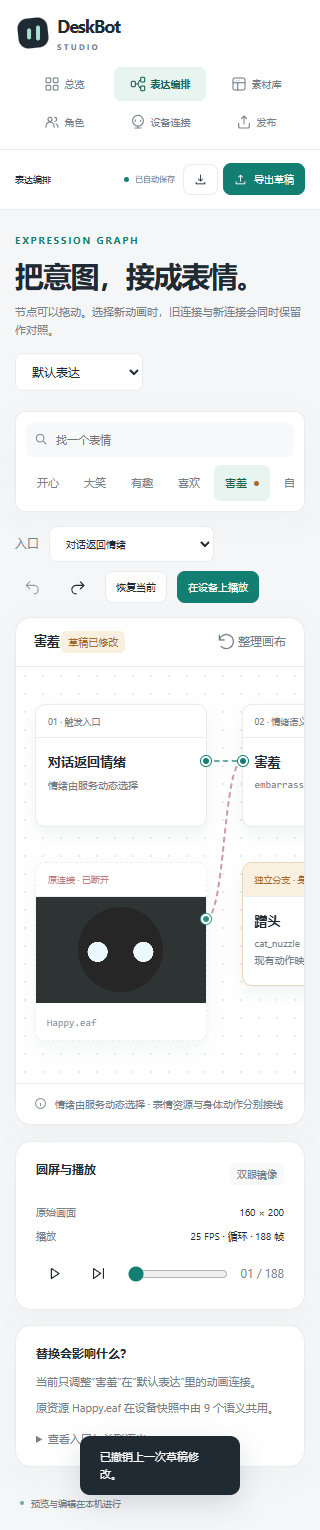 DeskBot
STUDIO
总览
表达编排
素材库
角色
设备连接
发布
表达编排
已自动保存
导出草稿
EXPRESSION GRAPH
把意图，接成表情。
节点可以拖动。选择新动画时，旧连接与新连接会同时保留
作对照。
默认表达
找一个表情
开心
大笑
有趣
喜欢
害羞
自
入口
对话返回情绪
恢复当前
在设备上播放
害羞
草稿已修改
整理画布
01 · 触发入口
02 · 情绪语义
对话返回情绪
害羞
情绪由服务动态选择
embarrass
原连接 · 已断开
独立分支 · 身
蹭头
cat_nuzzle
现有动作映
Happy.eaf
情绪由服务动态选择 · 表情资源与身体动作分别接线
圆屏与播放
双眼镜像
原始画面
160 × 200
播放
25 FPS · 循环 · 188 帧
01 / 188
替换会影响什么？
当前只调整“害羞”在“默认表达”里的动画连接。
原资源 Happy.eaf 在设备快照中由 9 个语义共用。
查看入
已撤销上一次草稿修
改。
预览与编辑在本机进行